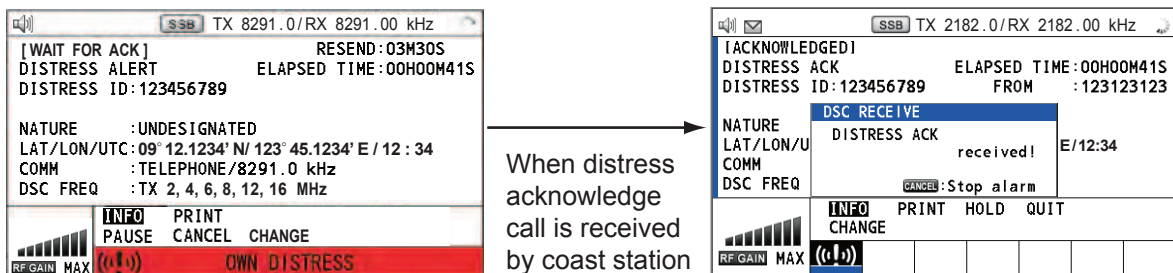 SSB TX 8291.0/RX 8291.00 kHz
[WAIT FOR ACK] RESEND:03M30S
DISTRESS ALERT ELAPSED TIME:00H00M41S
DISTRESS ID:123456789
NATURE :UNDESIGNATED
LAT/LON/UTC:09°12.1234' N/ 123°45.1234' E / 12 : 34
COMM :TELEPHONE/8291.0 kHz
DSC FREQ :TX 2, 4, 6, 8, 12, 16 MHz
INFO PRINT
PAUSE CANCEL CHANGE
RF GAIN MAX OWN DISTRESS
When distress
acknowledge
call is received
by coast station
SSB TX 2182.0/RX 2182.00 kHz
[ACKNOWLEDGED]
DISTRESS ACK ELAPSED TIME:00H00M41S
DISTRESS ID:123456789 FROM :123123123
DSC RECEIVE
NATURE DISTRESS ACK
LAT/LON/U received! E/12:34
COMM
DSC FREQ CANCEL:Stop alarm
INFO PRINT HOLD QUIT
CHANGE
RF GAIN MAX